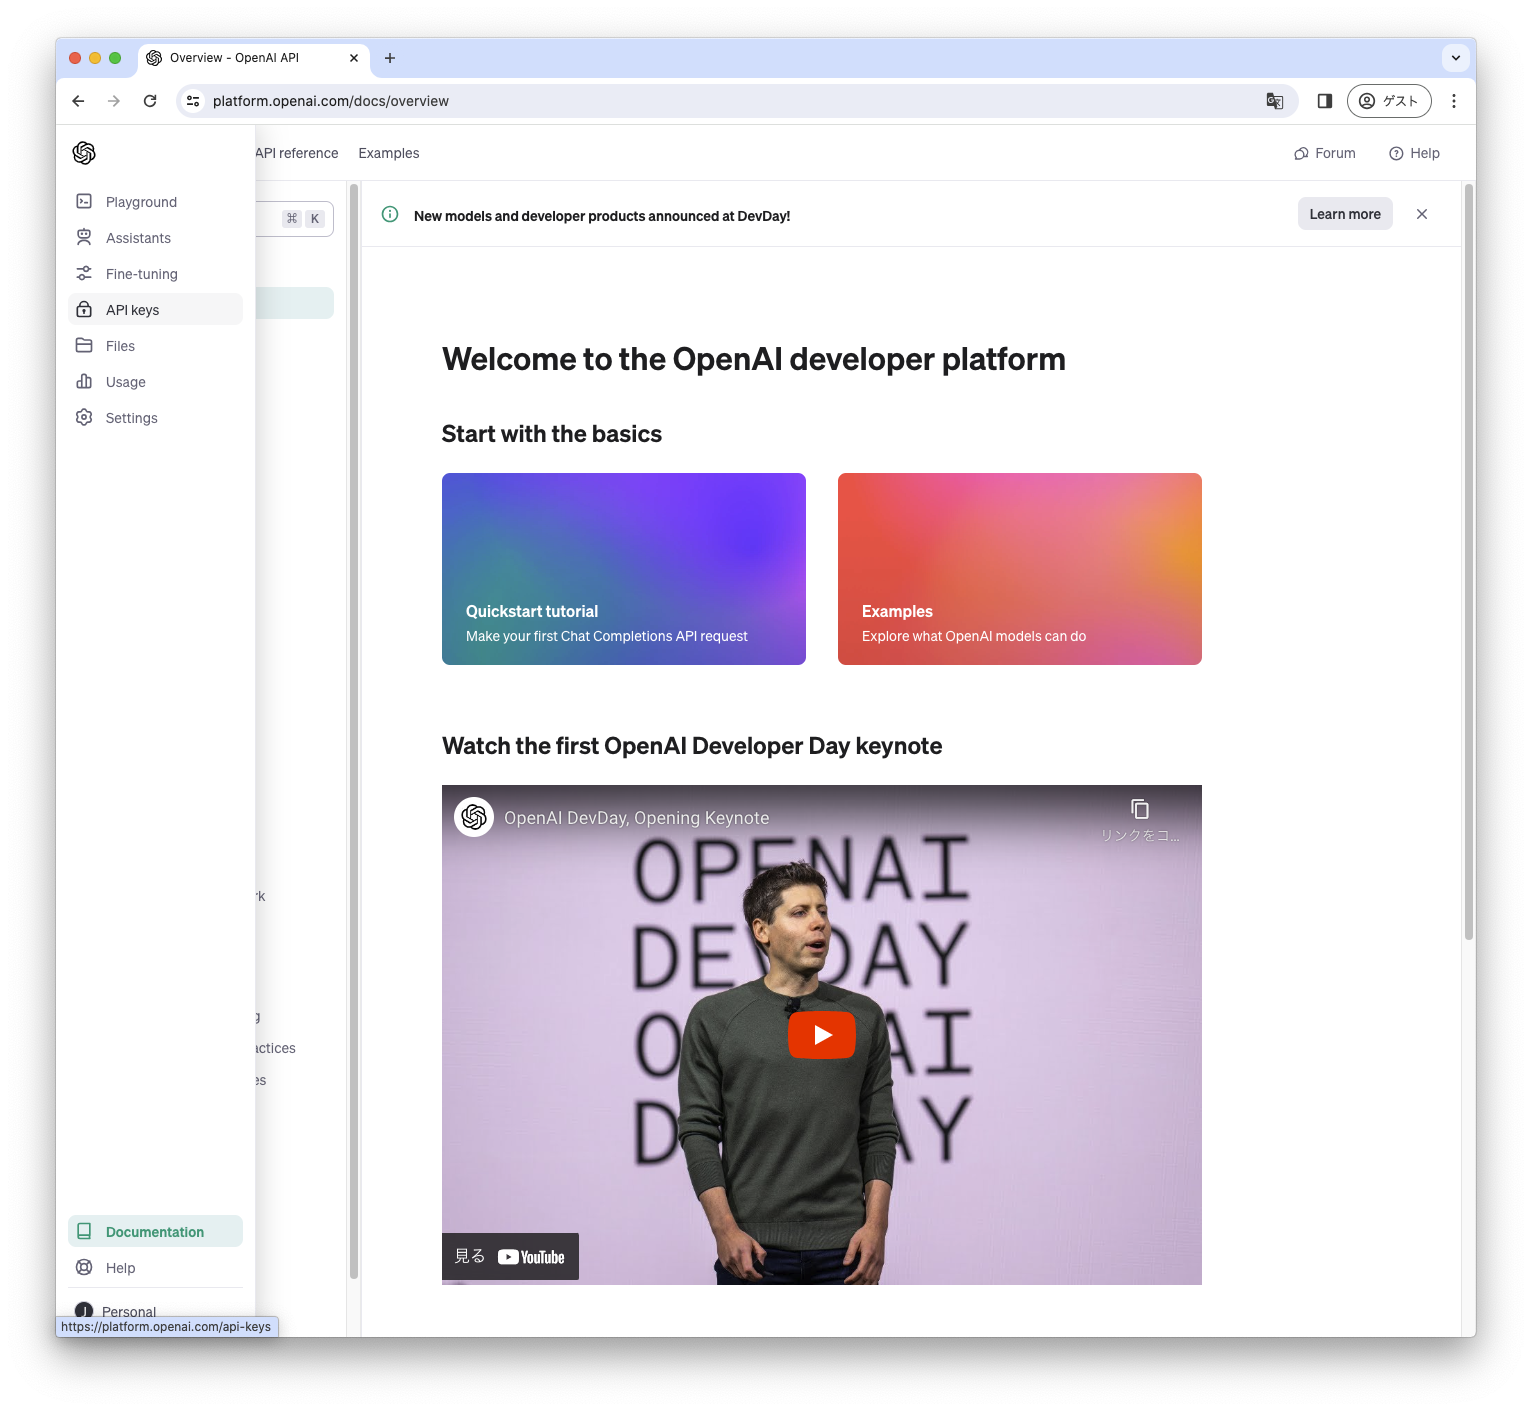 Overview - OpenAI API
platform.openai.com/docs/overview
ゲスト
API reference
Examples
Forum
Help
Playground
Assistants
Fine-tuning
API keys
Files
Usage
Settings
⌘ K
New models and developer products announced at DevDay!
Learn more
Welcome to the OpenAI developer platform
Start with the basics
Quickstart tutorial
Make your first Chat Completions API request
Examples
Explore what OpenAI models can do
Watch the first OpenAI Developer Day keynote
OpenAI DevDay, Opening Keynote
リンクをコ...
OPENAI
DEVDAY
OPENAI
DEVDAY
見る YouTube
rk
g
actices
es
Documentation
Help
J Personal
https://platform.openai.com/api-keys